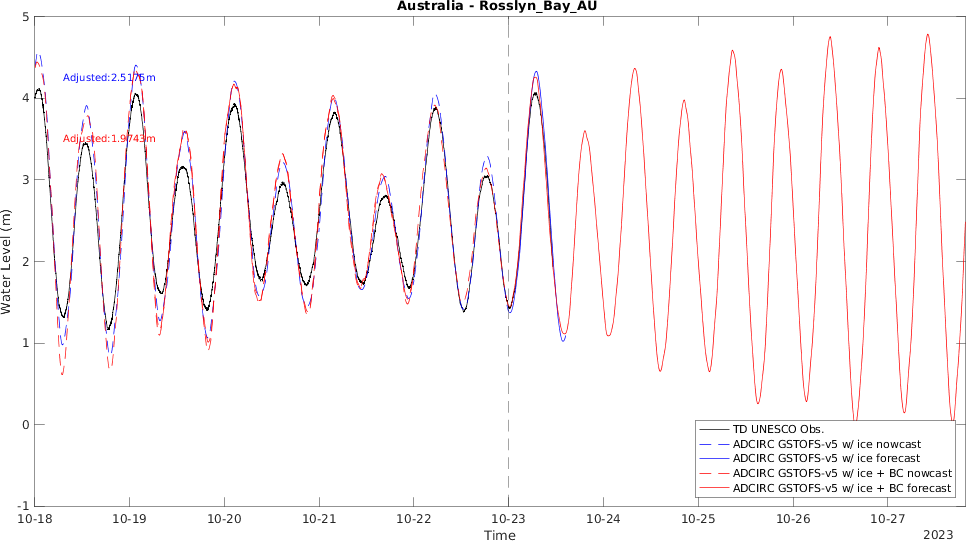 Australia - Rosslyn_Bay_AU
5
4
3
2
1
0
-1
Water Level (m)
Adjusted:2.5175m
Adjusted:1.9743m
TD UNESCO Obs.
ADCIRC GSTOFS-v5 w/ ice nowcast
ADCIRC GSTOFS-v5 w/ ice forecast
ADCIRC GSTOFS-v5 w/ ice + BC nowcast
ADCIRC GSTOFS-v5 w/ ice + BC forecast
10-18 10-19 10-20 10-21 10-22 10-23 10-24 10-25 10-26 10-27
Time
2023